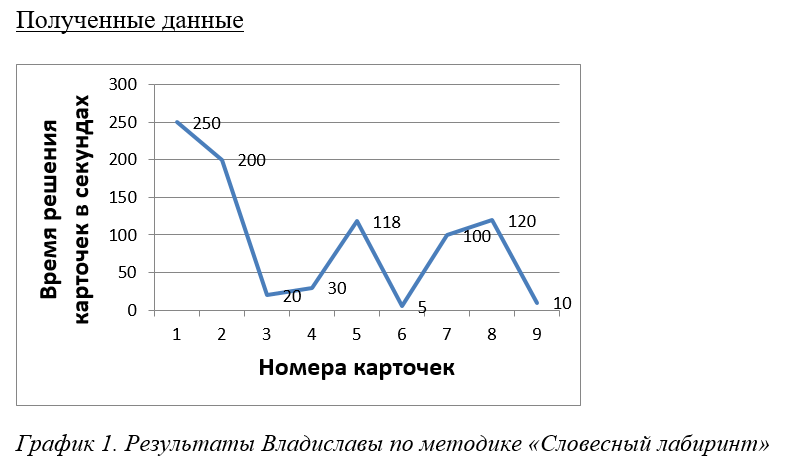 Полученные данные
300
250
200
150
100
50
0
Время решения
карточек в секундах
250
200
20
30
118
5
100
120
10
1 2 3 4 5 6 7 8 9
Номера карточек
График 1. Результаты Владиславы по методике «Словесный лабиринт»